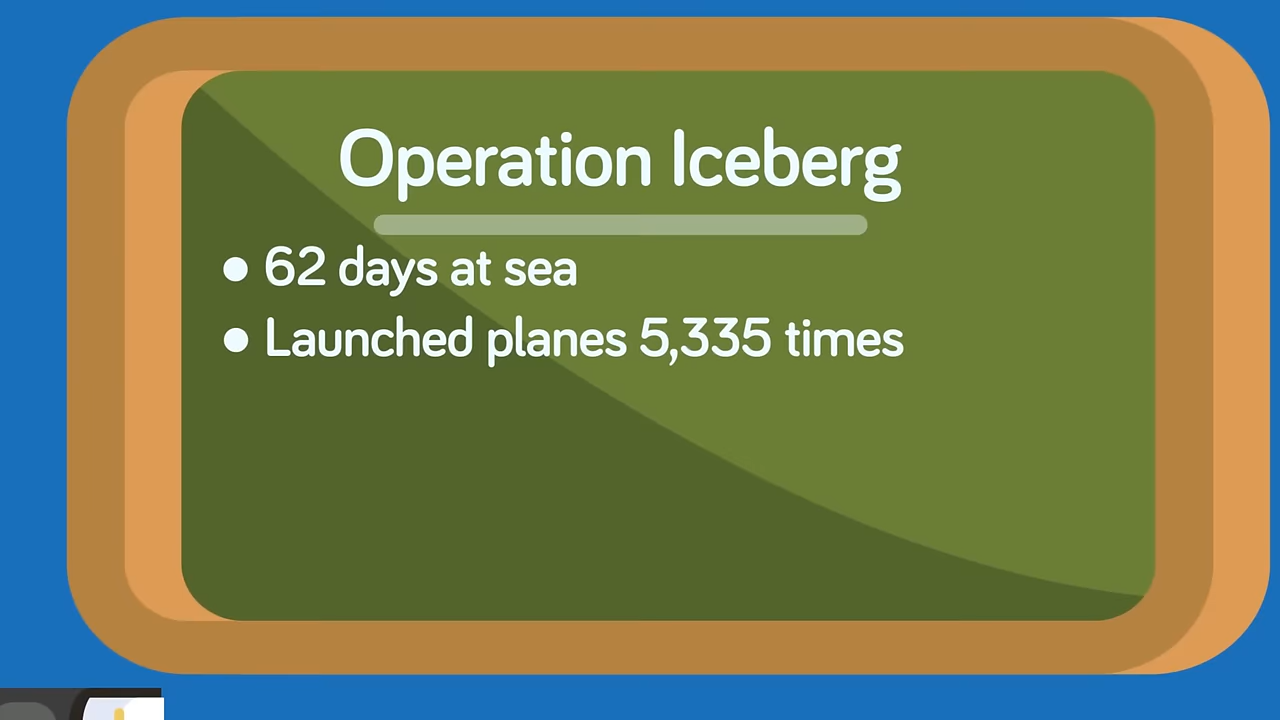 Operation Iceberg
● 62 days at sea
● Launched planes 5,335 times